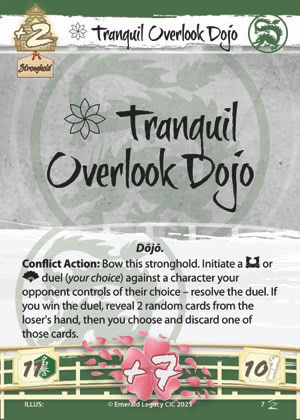 +2
Tranquil Overlook Dojo
Stronghold
Tranquil
Overlook Dojo
Dōjō.
Conflict Action: Bow this stronghold. Initiate a or
duel (your choice) against a character your
opponent controls of their choice – resolve the duel. If
you win the duel, reveal 2 random cards from the
loser's hand, then you choose and discard one of
those cards.
11
+7
10
ILLUS:
© Emerald Legacy CIC 2025
7